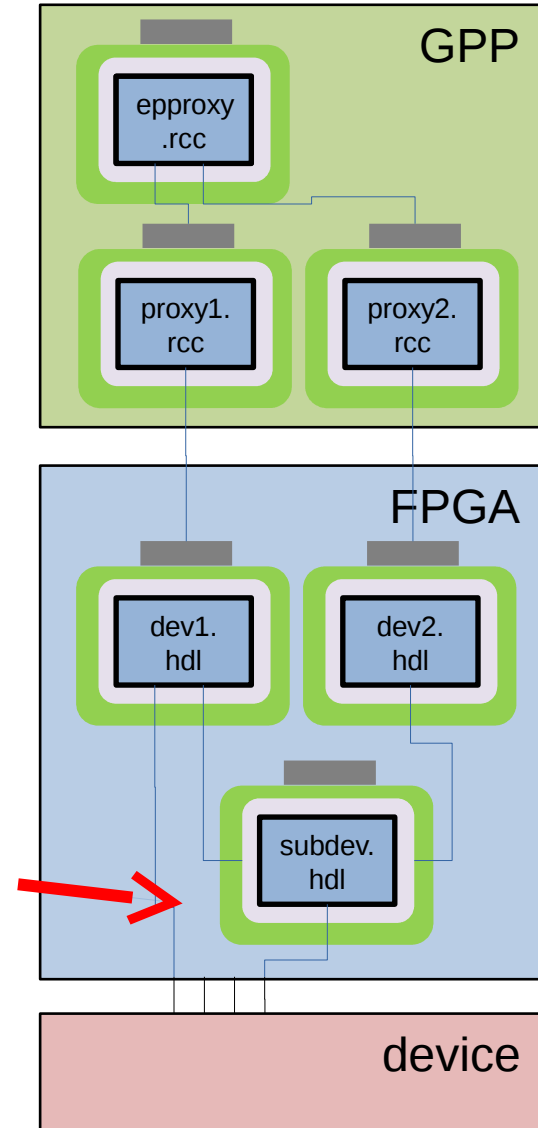 GPP
epproxy
.rcc
proxy1.
rcc
proxy2.
rcc
FPGA
dev1.
hdl
dev2.
hdl
subdev.
hdl
device